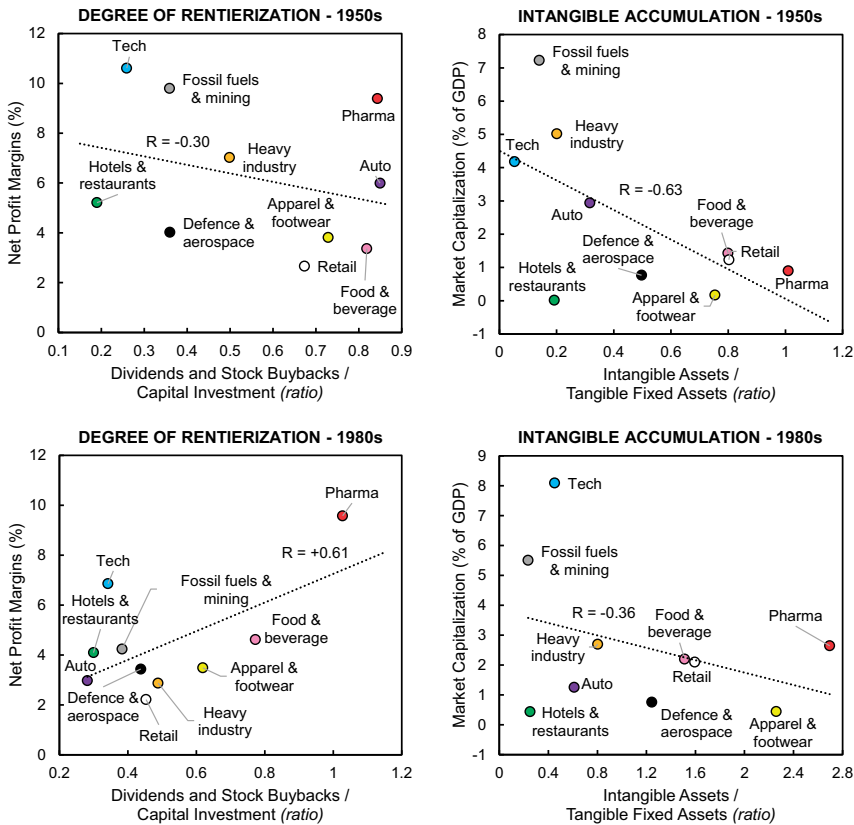 DEGREE OF RENTIERIZATION - 1950s
Net Profit Margins (%)
12
10
8
6
4
2
0
0.1 0.2 0.3 0.4 0.5 0.6 0.7 0.8 0.9
Tech
Fossil fuels
& mining
Pharma
R = -0.30
Heavy
industry
Hotels &
restaurants
Auto
Apparel &
footwear
Defence &
aerospace
Retail
Food &
beverage
Dividends and Stock Buybacks /
Capital Investment (ratio)
INTANGIBLE ACCUMULATION - 1950s
Market Capitalization (% of GDP)
8
7
6
5
4
3
2
1
0
-1
0 0.2 0.4 0.6 0.8 1 1.2
Fossil fuels
& mining
Tech
Heavy
industry
R = -0.63
Auto
Food &
beverage
Defence &
aerospace
Retail
Hotels &
restaurants
Pharma
Apparel &
footwear
Intangible Assets /
Tangible Fixed Assets (ratio)
DEGREE OF RENTIERIZATION - 1980s
Net Profit Margins (%)
12
10
8
6
4
2
0
0.2 0.4 0.6 0.8 1 1.2
Pharma
R = +0.61
Tech
Fossil fuels &
mining
Hotels &
restaurants
Food &
beverage
Auto
Apparel &
footwear
Defence &
aerospace
Heavy
industry
Retail
Dividends and Stock Buybacks /
Capital Investment (ratio)
INTANGIBLE ACCUMULATION - 1980s
Market Capitalization (% of GDP)
9
8
7
6
5
4
3
2
1
0
-1
0 0.4 0.8 1.2 1.6 2 2.4 2.8
Tech
Fossil fuels
& mining
R = -0.36
Heavy
industry
Food &
beverage
Pharma
Retail
Auto
Hotels &
restaurants
Defence &
aerospace
Apparel &
footwear
Intangible Assets /
Tangible Fixed Assets (ratio)